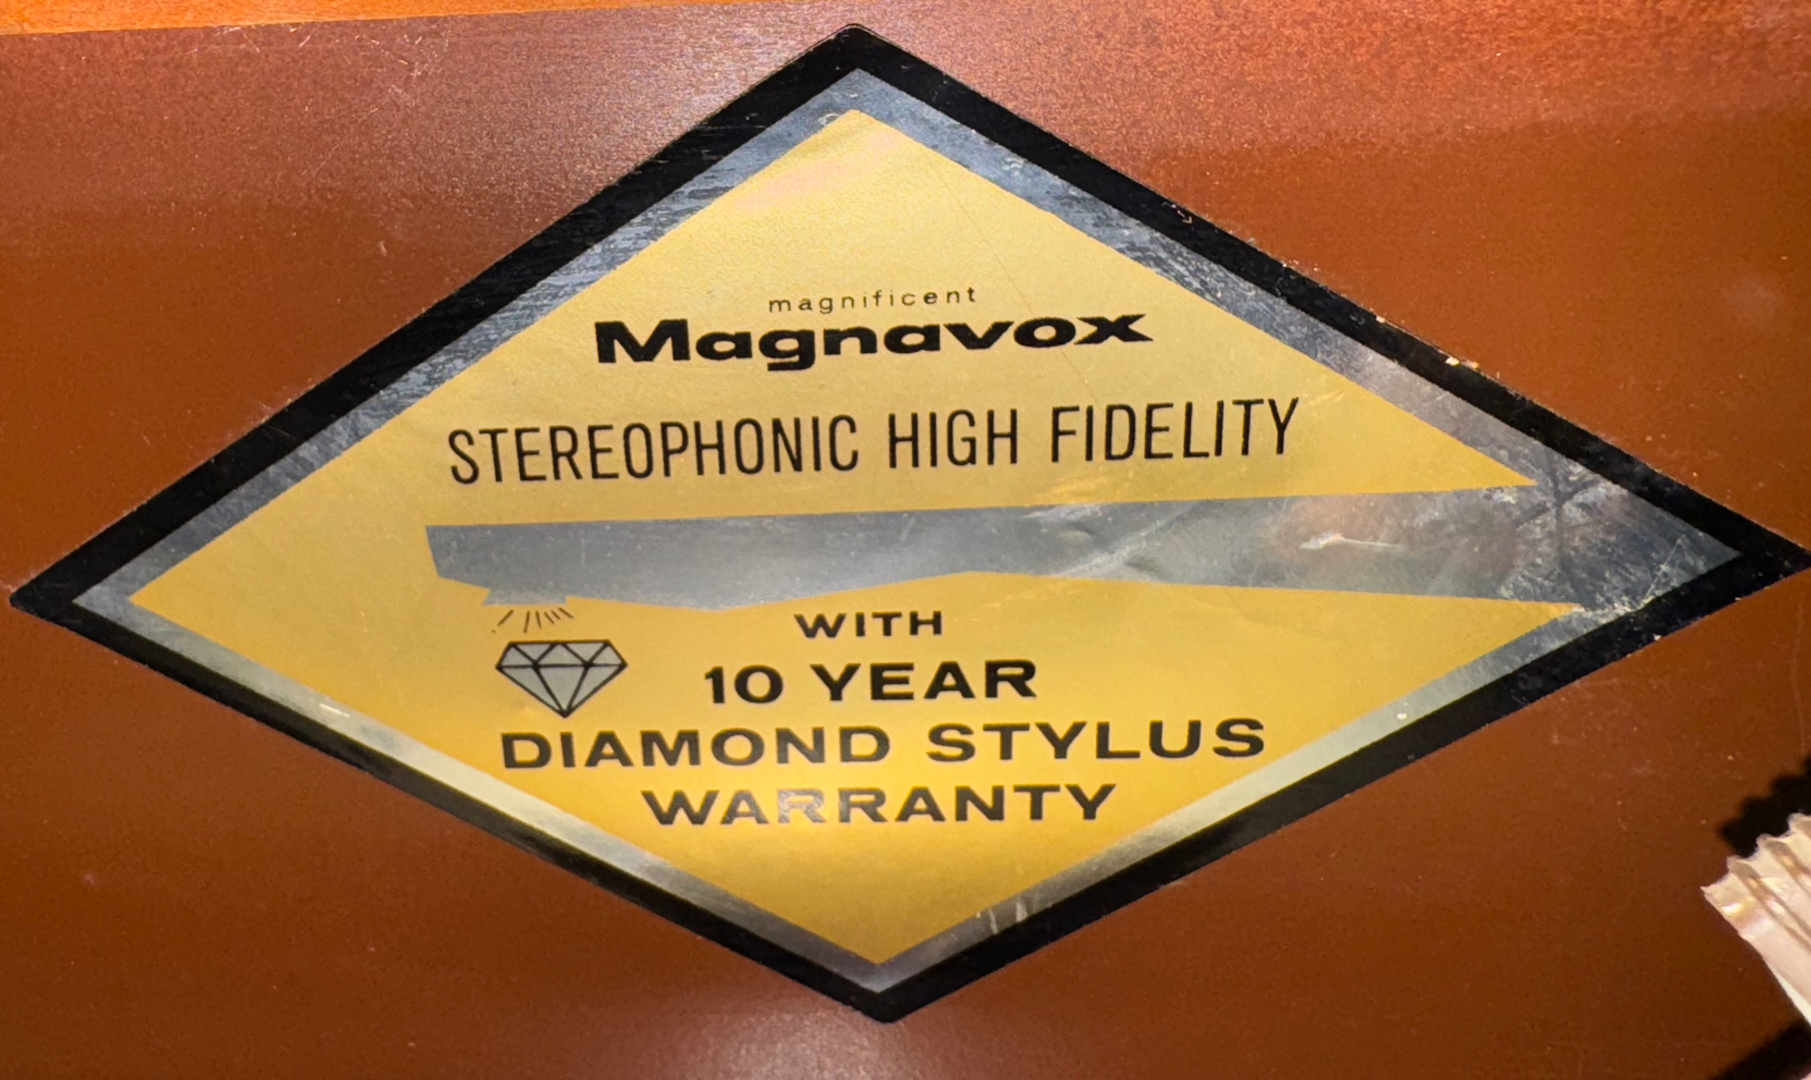 magnificent
Magnavox
STEREOPHONIC HIGH FIDELITY
WITH
10 YEAR
DIAMOND STYLUS
WARRANTY